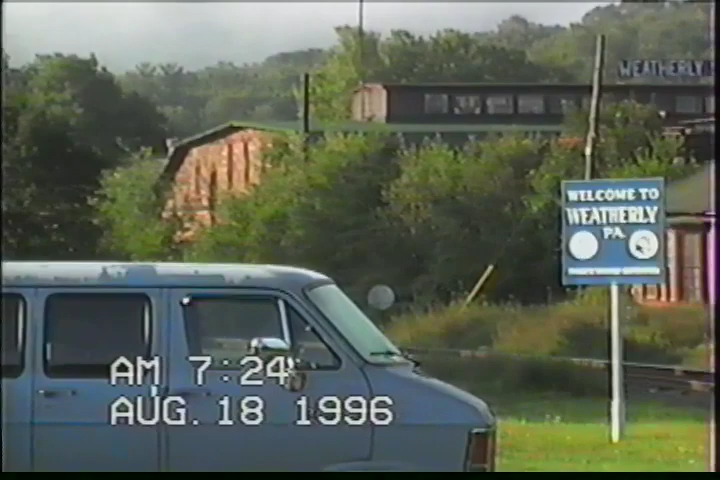 WEATHERLY
WELCOME TO
WEATHERLY
PA.
AM 7:24
AUG. 18 1996